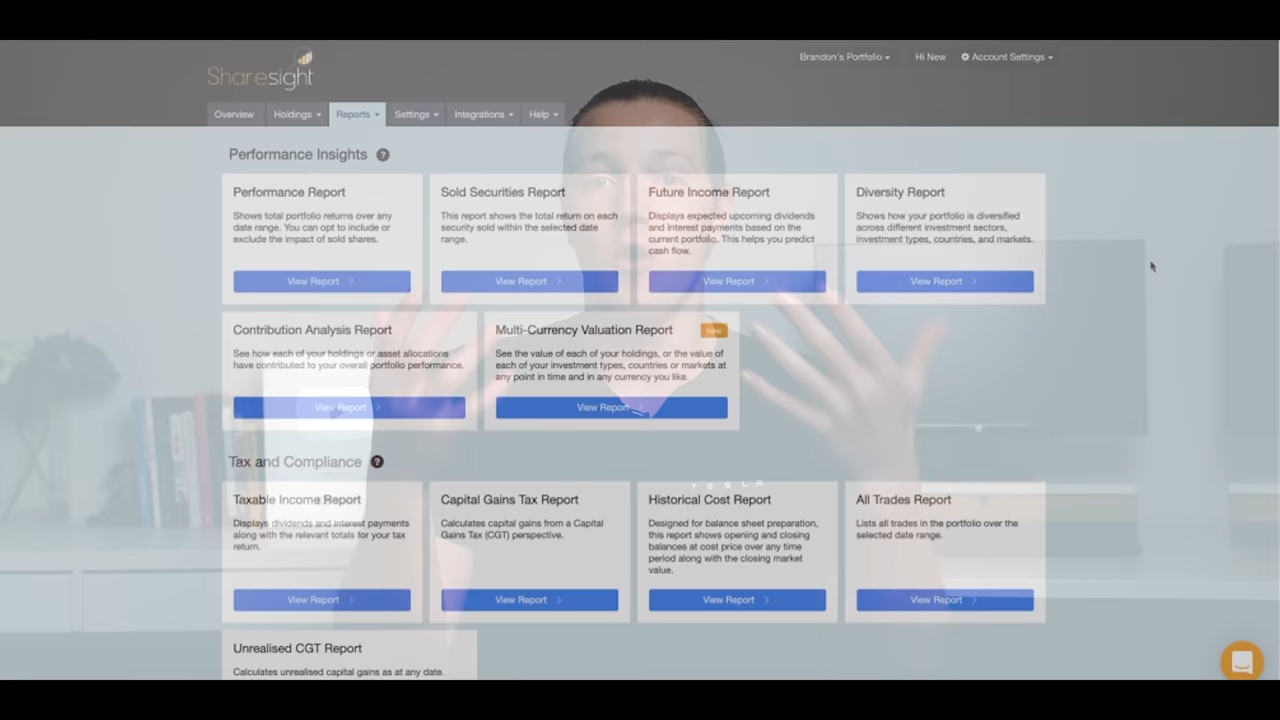 Sharesight
Brandon's Portfolio Hi New Account Settings
Overview Holdings Reports Settings Integrations Help
Performance Insights ?
Performance Report
Shows total portfolio returns over any
date range. You can opt to include or
exclude the impact of sold shares.
View Report
Sold Securities Report
This report shows the total return on each
security sold within the selected date
range.
View Report
Future Income Report
Displays expected upcoming dividends
and interest payments based on the
current portfolio. This helps you predict
cash flow.
View Report
Diversity Report
Shows how your portfolio is diversified
across different investment sectors,
investment types, countries, and markets.
View Report
Contribution Analysis Report
See how each of your holdings or asset allocations
have contributed to your overall portfolio performance.
View Report
Multi-Currency Valuation Report new
See the value of each of your holdings, or the value of
each of your investment types, countries or markets at
any point in time and in any currency you like.
View Report
Tax and Compliance ?
Taxable Income Report
Displays dividends and interest payments
along with the relevant totals for your tax
return.
View Report
Capital Gains Tax Report
Calculates capital gains from a Capital
Gains Tax (CGT) perspective.
View Report
TESLA
Historical Cost Report
Designed for balance sheet preparation,
this report shows opening and closing
balances at cost price over any time
period along with the closing market
value.
View Report
All Trades Report
Lists all trades in the portfolio over the
selected date range.
View Report
Unrealised CGT Report
Calculates unrealised capital gains as at any date.